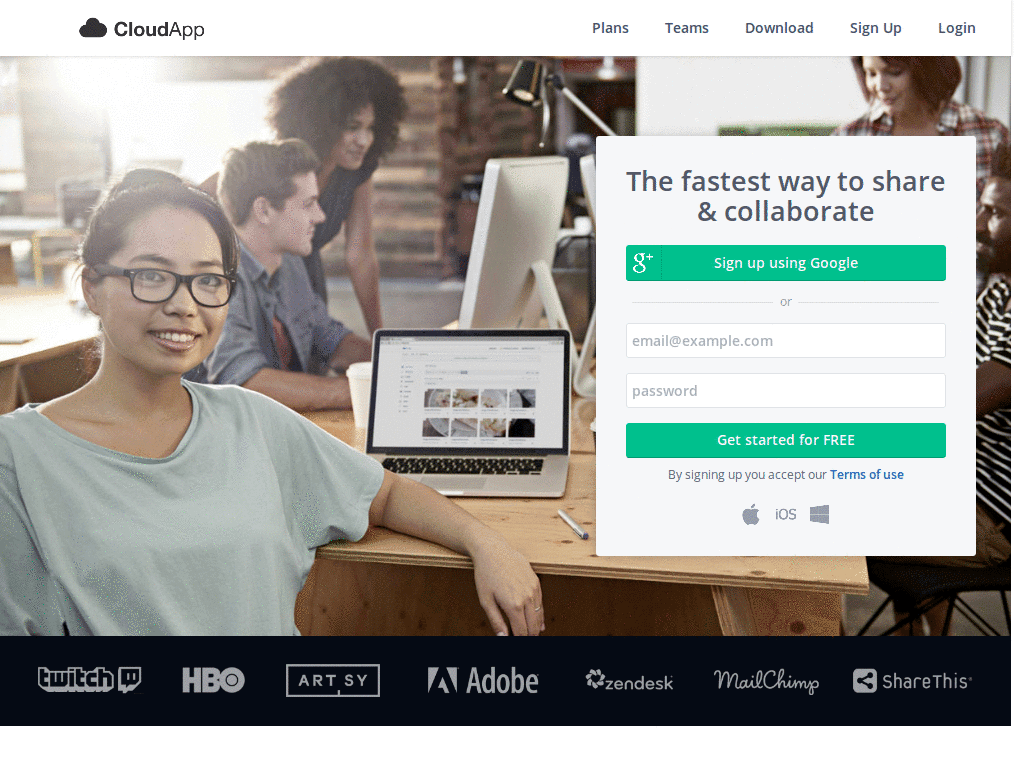 CloudApp
Plans Teams Download Sign Up Login
The fastest way to share
& collaborate
g+ Sign up using Google
or
email@example.com
password
Get started for FREE
By signing up you accept our Terms of use
iOS
twitch HBO ARTSY Adobe zendesk MailChimp ShareThis